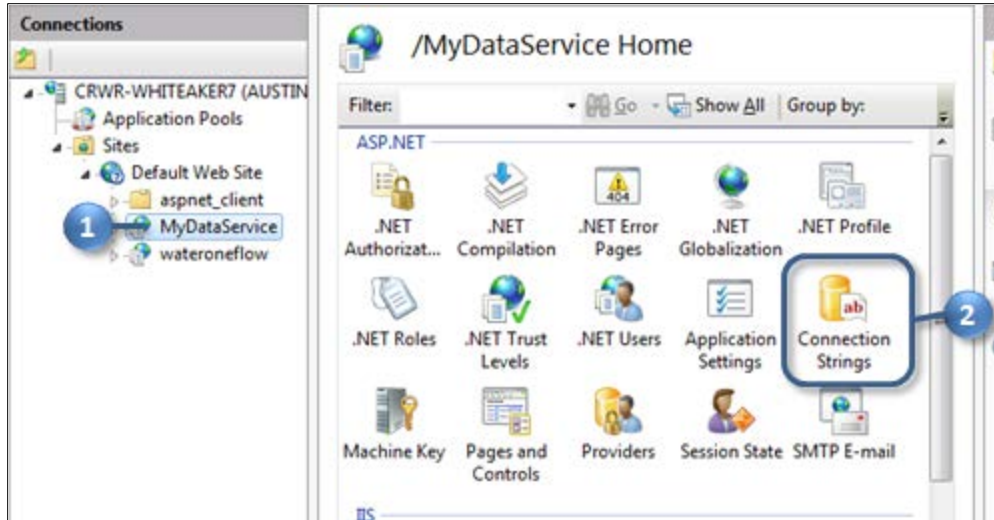 Connections
CRWR-WHITEAKER7 (AUSTIN
Application Pools
Sites
Default Web Site
aspnet_client
1
MyDataService
wateroneflow
/MyDataService Home
Filter:
Go
Show All
Group by:
ASP.NET
404
.NET
Authorizat...
.NET
Compilation
.NET Error
Pages
.NET
Globalization
.NET Profile
ab
2
.NET Roles
.NET Trust
Levels
.NET Users
Application
Settings
Connection
Strings
Machine Key
Pages and
Controls
Providers
Session State
SMTP E-mail
IIS